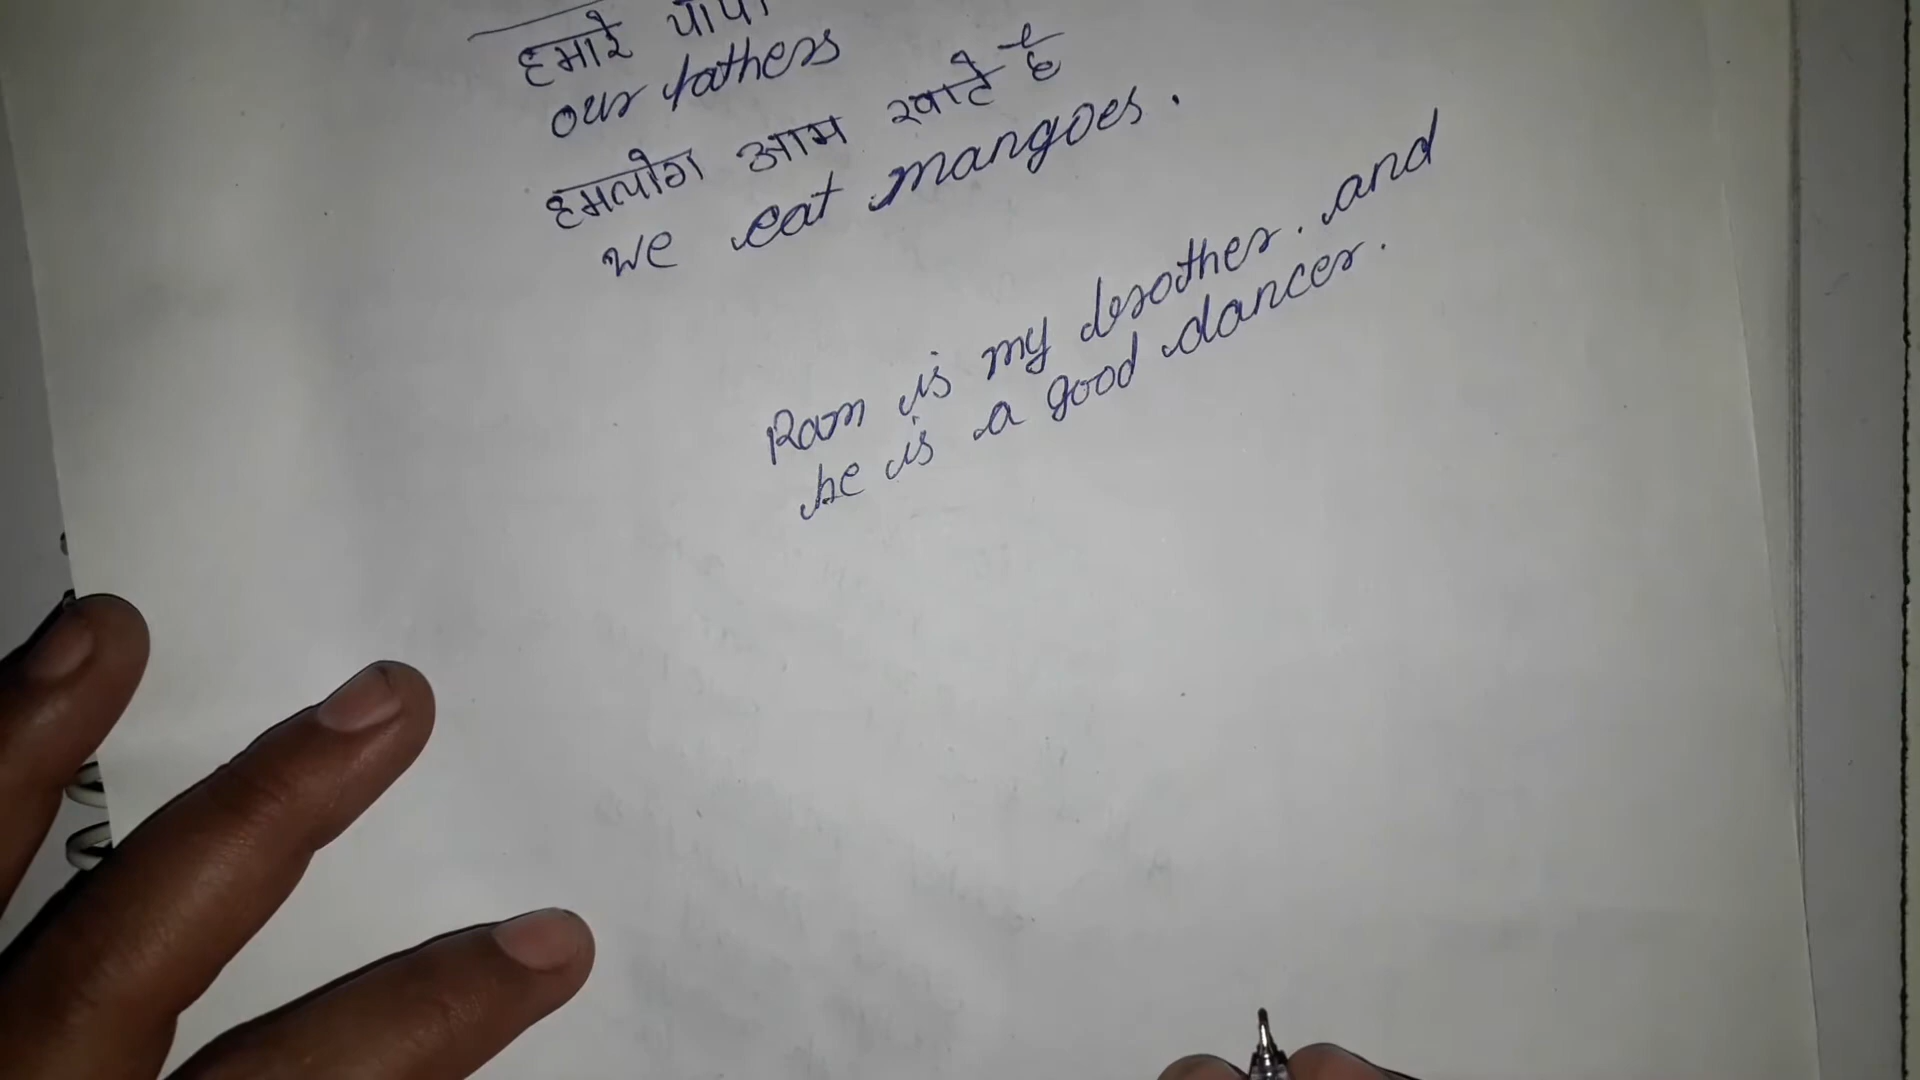 हमारे पापा
our fathers
हमलोग आम खाते है
we eat mangoes.
Ram is my brother. and
he is a good dancer.